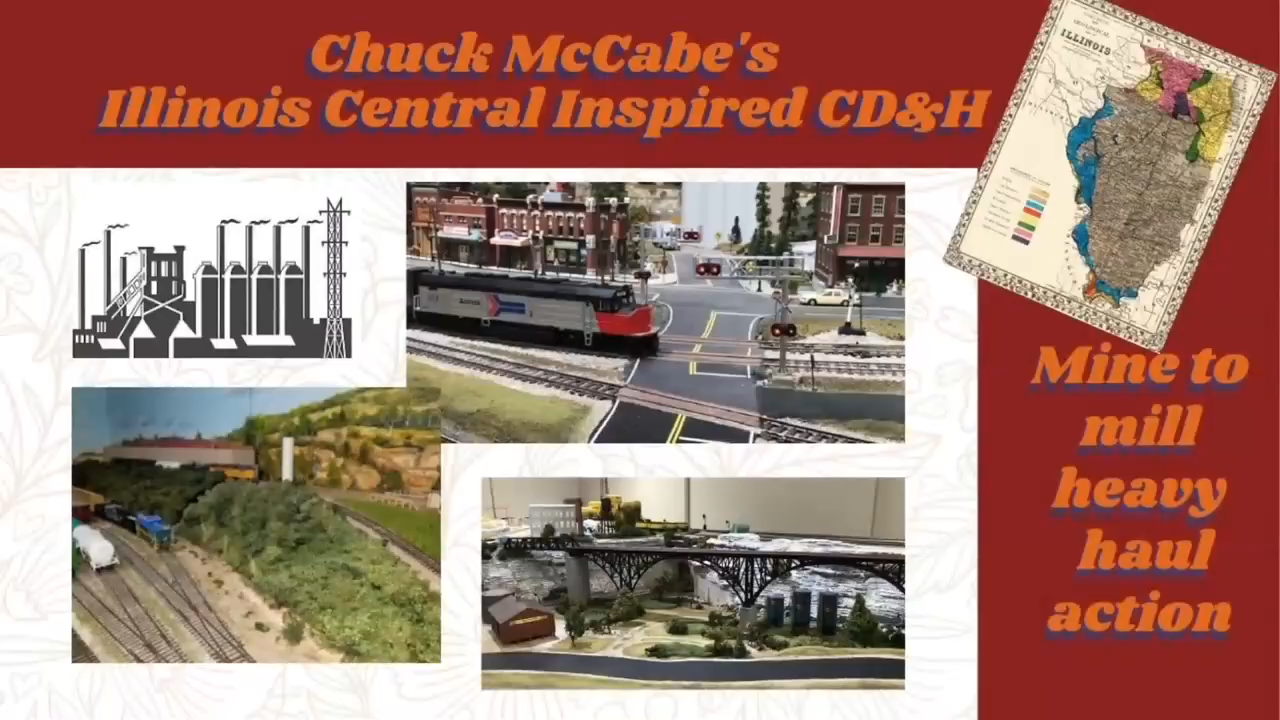 Chuck McCabe's
Illinois Central Inspired CD&H
ILLINOIS
Mine to
mill
heavy
haul
action